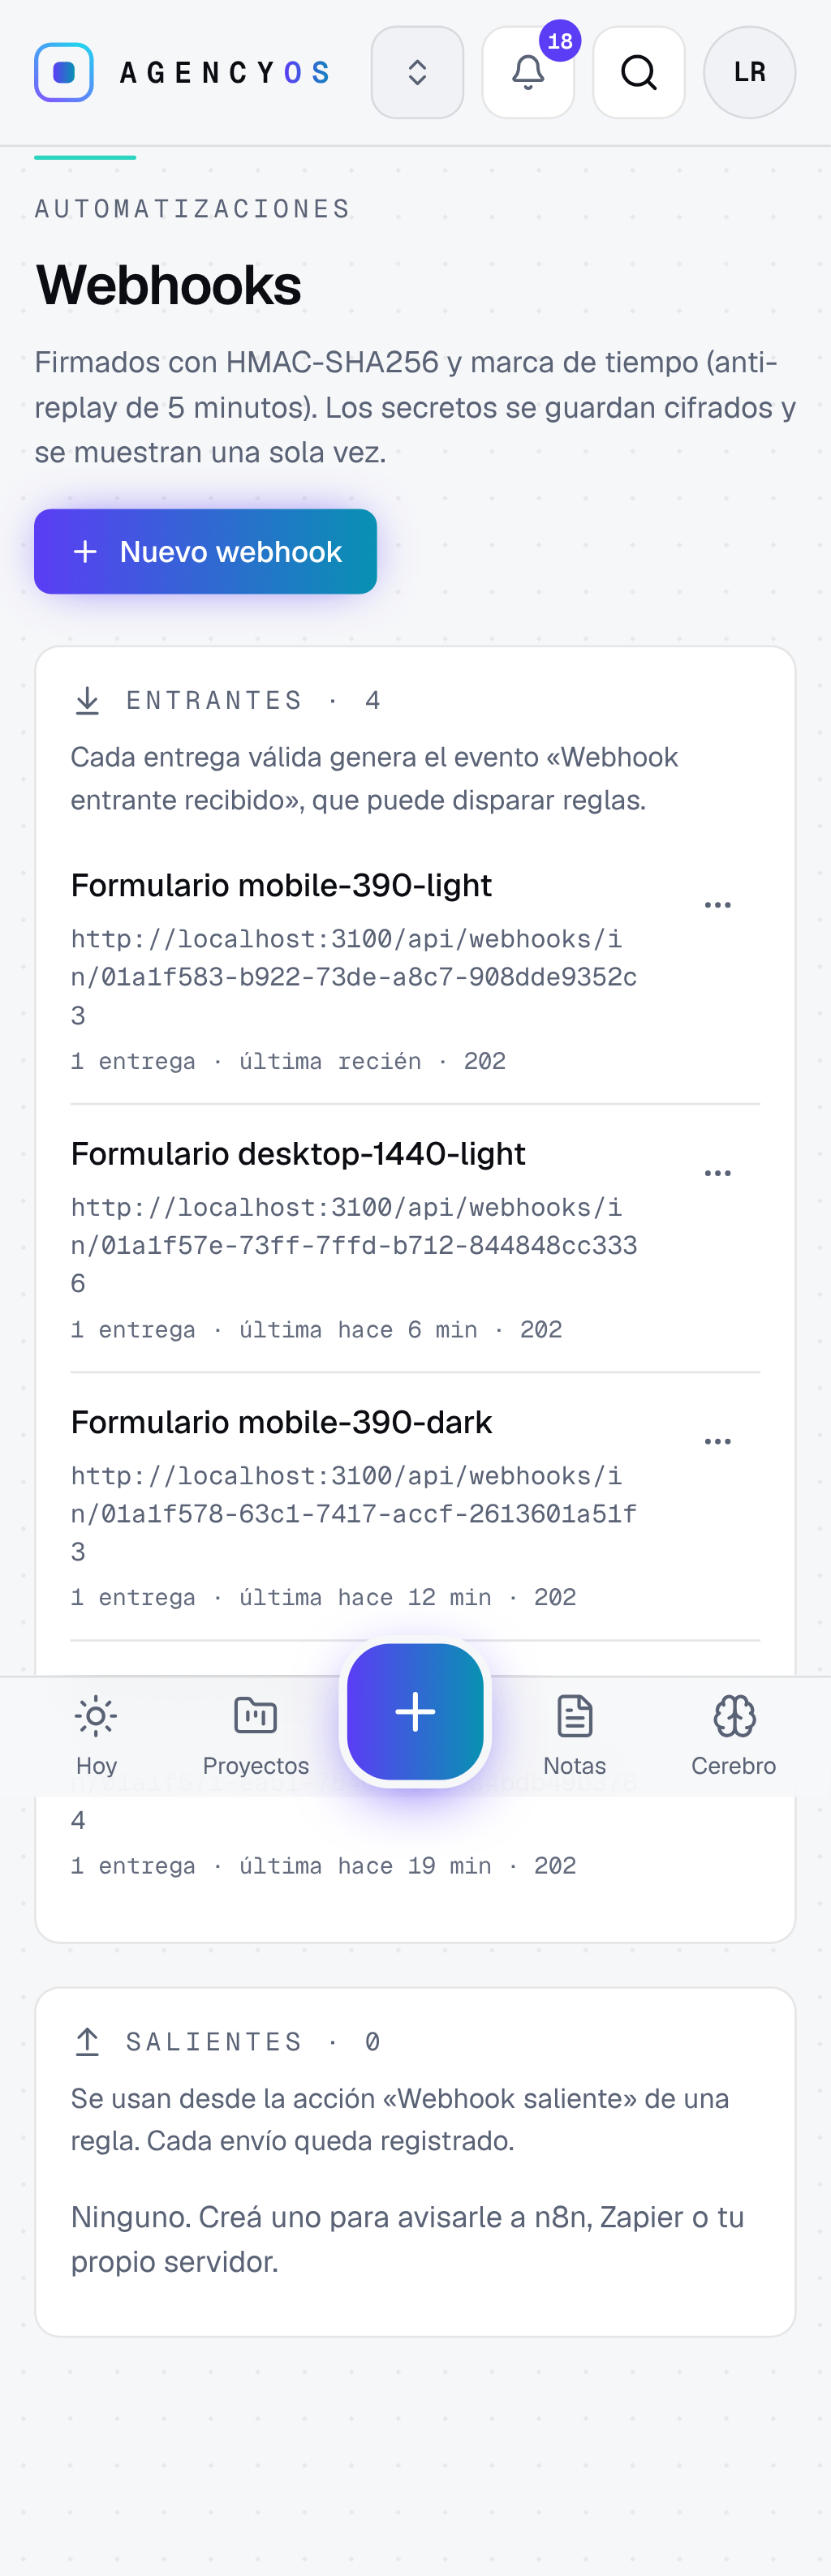 AGENCYOS
18
LR
AUTOMATIZACIONES
Webhooks
Firmados con HMAC-SHA256 y marca de tiempo (anti-
replay de 5 minutos). Los secretos se guardan cifrados y
se muestran una sola vez.
Nuevo webhook
ENTRANTES · 4
Cada entrega válida genera el evento «Webhook
entrante recibido», que puede disparar reglas.
Formulario mobile-390-light
http://localhost:3100/api/webhooks/i
n/01a1f583-b922-73de-a8c7-908dde9352c
3
1 entrega · última recién · 202
Formulario desktop-1440-light
http://localhost:3100/api/webhooks/i
n/01a1f57e-73ff-7ffd-b712-844848cc333
6
1 entrega · última hace 6 min · 202
Formulario mobile-390-dark
http://localhost:3100/api/webhooks/i
n/01a1f578-63c1-7417-accf-2613601a51f
3
1 entrega · última hace 12 min · 202
Hoy
Proyectos
Notas
Cerebro
4
1 entrega · última hace 19 min · 202
SALIENTES · 0
Se usan desde la acción «Webhook saliente» de una
regla. Cada envío queda registrado.
Ninguno. Creá uno para avisarle a n8n, Zapier o tu
propio servidor.